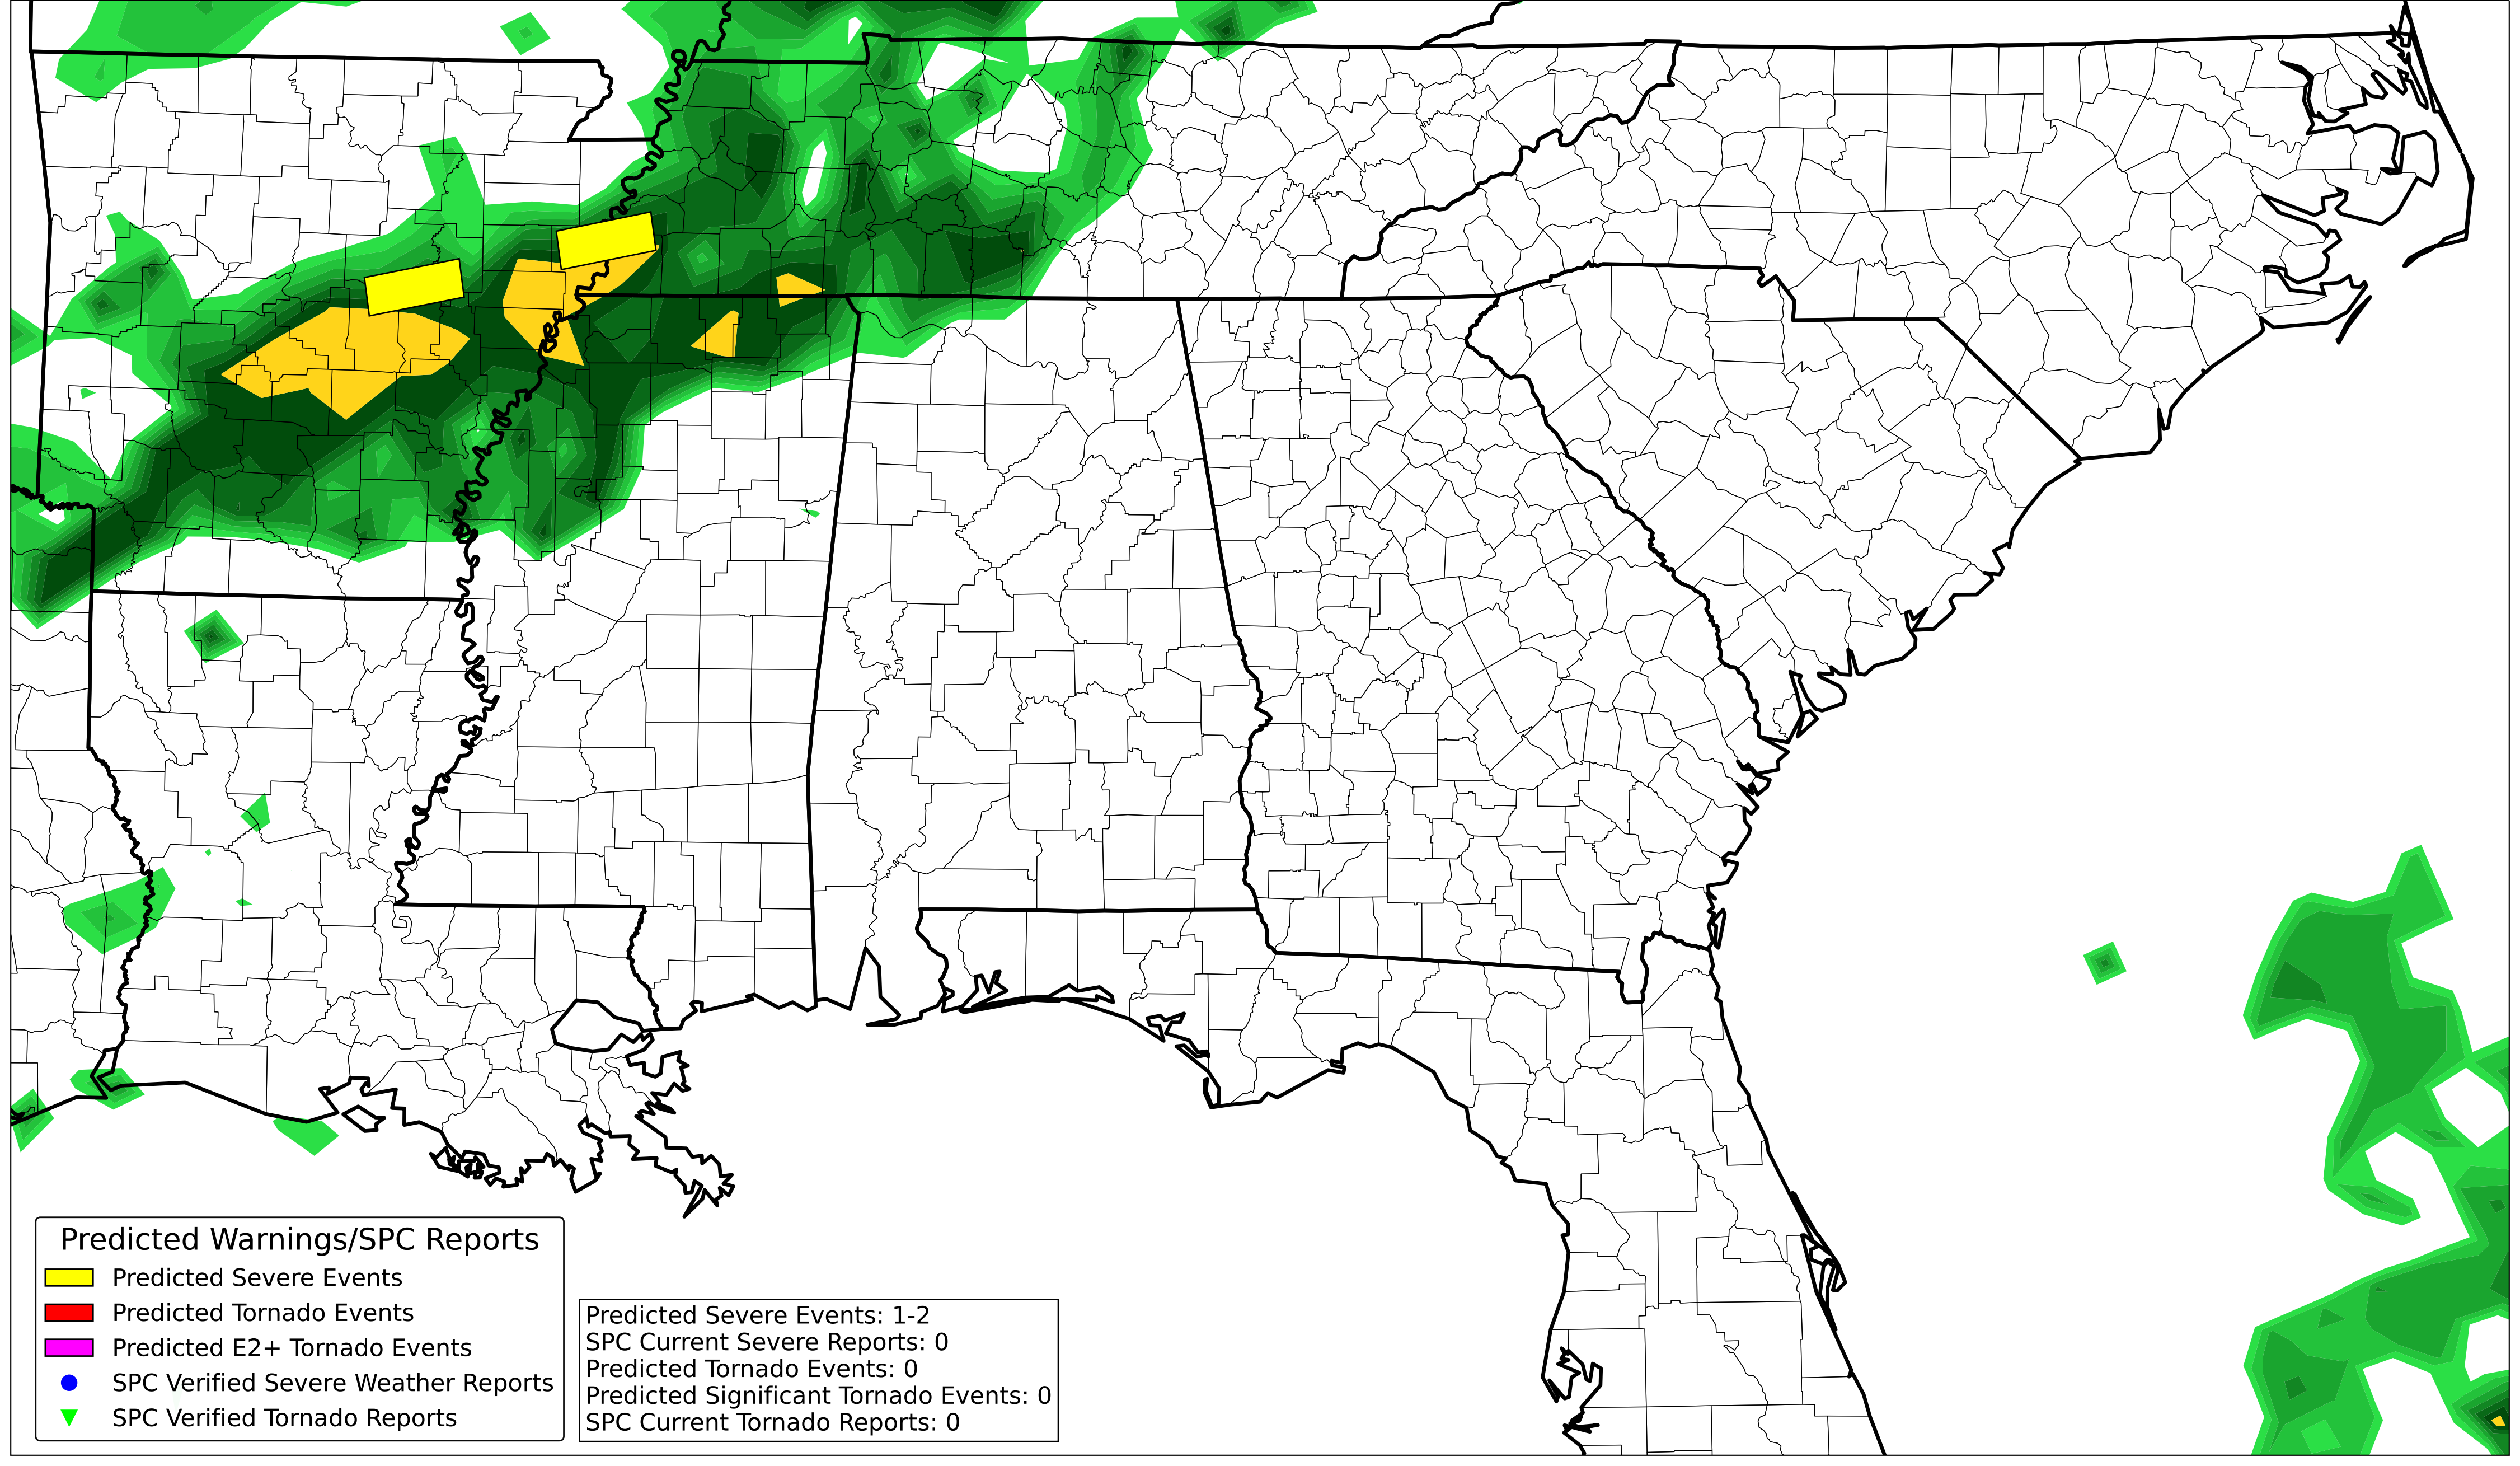 Predicted Warnings/SPC Reports
Predicted Severe Events
Predicted Tornado Events
Predicted E2+ Tornado Events
SPC Verified Severe Weather Reports
SPC Verified Tornado Reports
Predicted Severe Events: 1-2
SPC Current Severe Reports: 0
Predicted Tornado Events: 0
Predicted Significant Tornado Events: 0
SPC Current Tornado Reports: 0